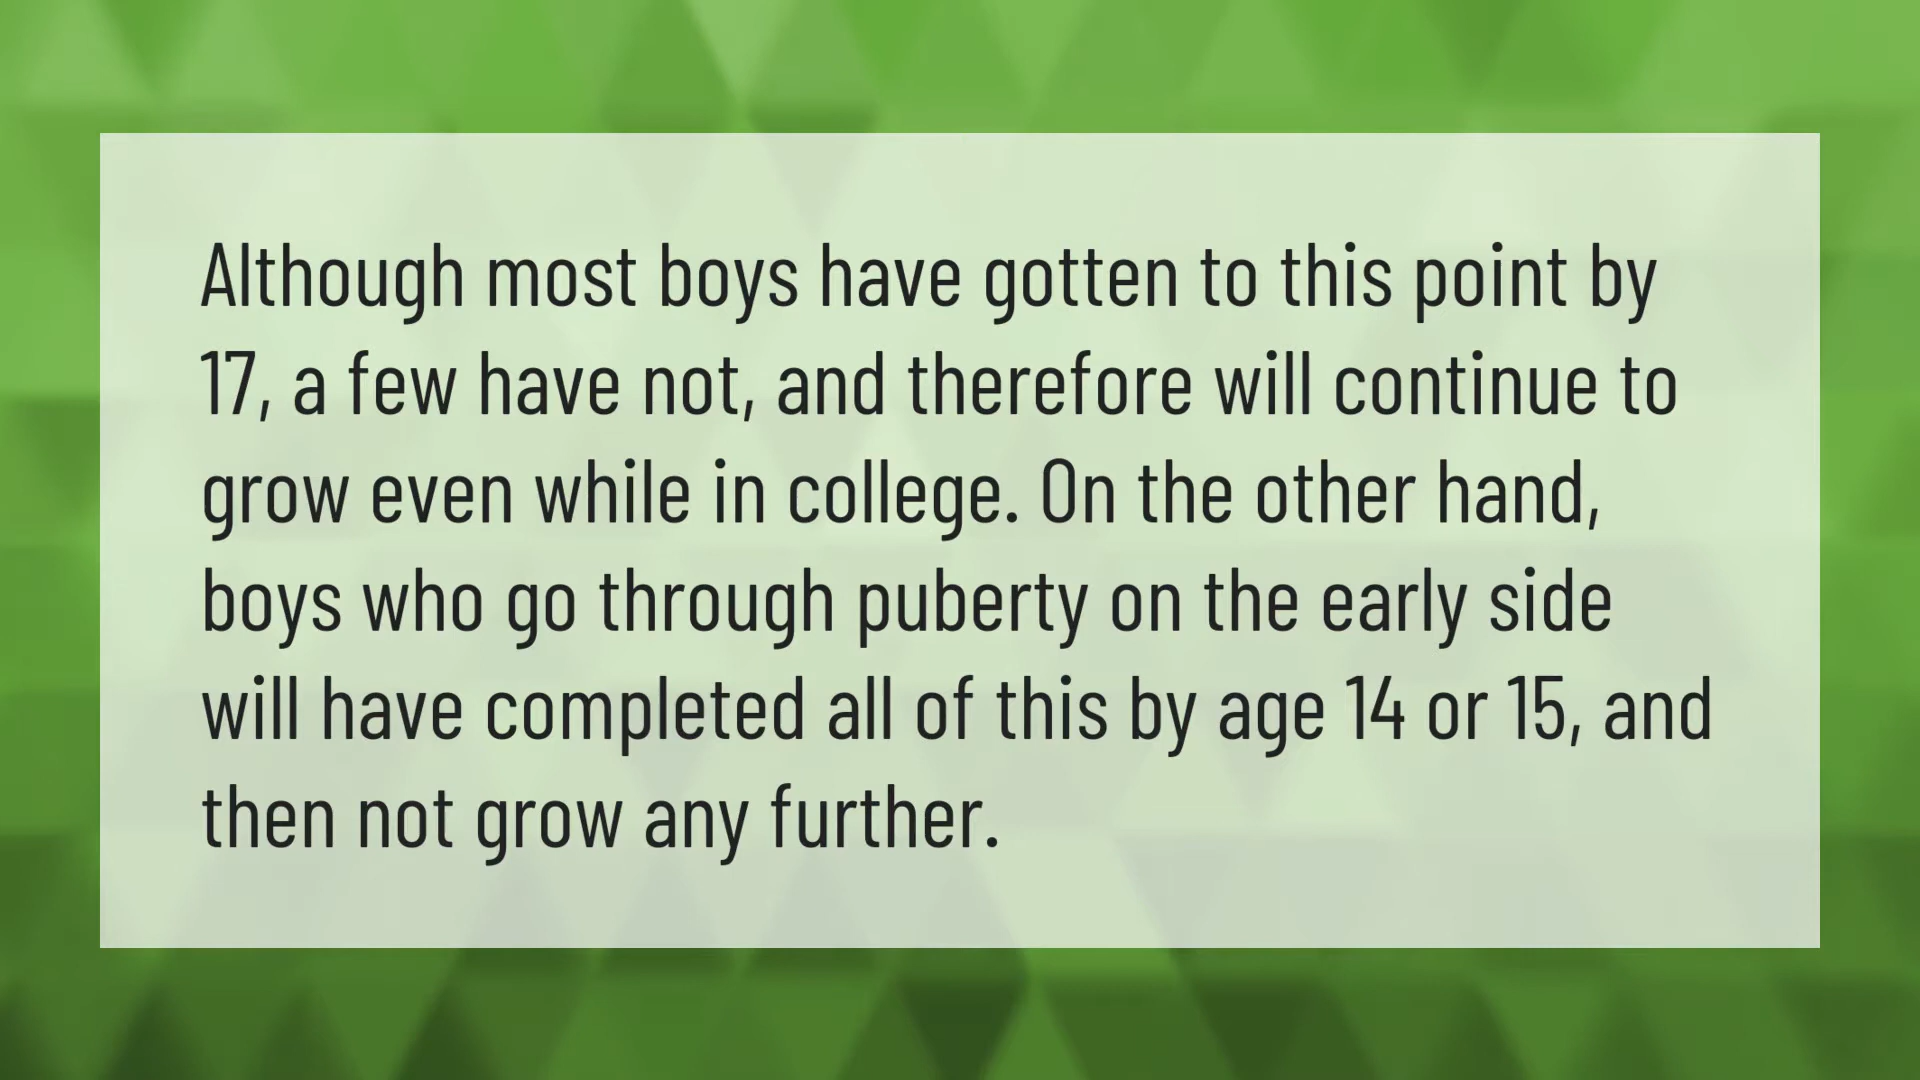 Although most boys have gotten to this point by
17, a few have not, and therefore will continue to
grow even while in college. On the other hand,
boys who go through puberty on the early side
will have completed all of this by age 14 or 15, and
then not grow any further.